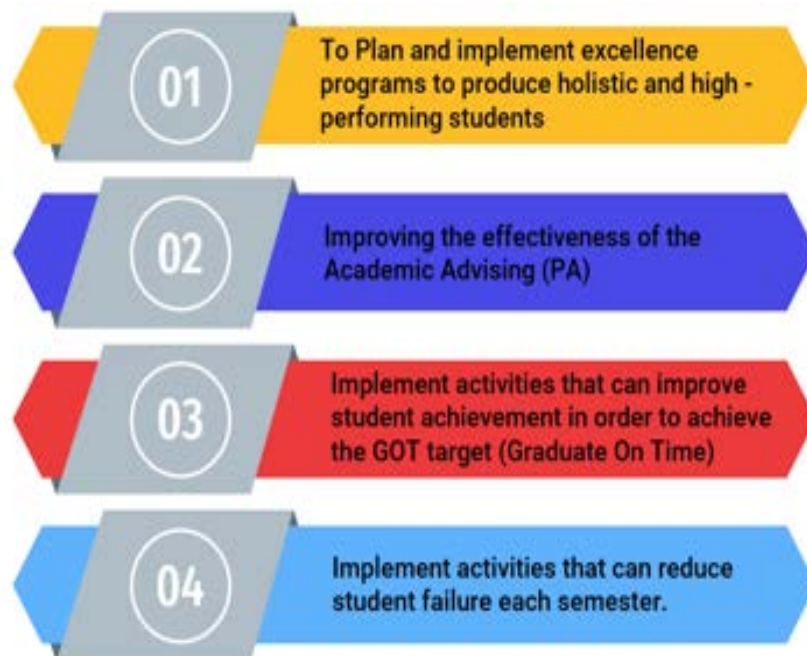 01
To Plan and implement excellence
programs to produce holistic and high -
performing students
02
Improving the effectiveness of the
Academic Advising (PA)
03
Implement activities that can improve
student achievement in order to achieve
the GOT target (Graduate On Time)
04
Implement activities that can reduce
student failure each semester.